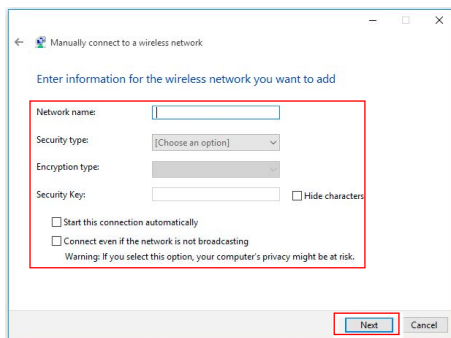 Manually connect to a wireless network
Enter information for the wireless network you want to add
Network name:
Security type: [Choose an option]
Encryption type:
Security Key: Hide characters
Start this connection automatically
Connect even if the network is not broadcasting
Warning: If you select this option, your computer's privacy might be at risk.
Next Cancel